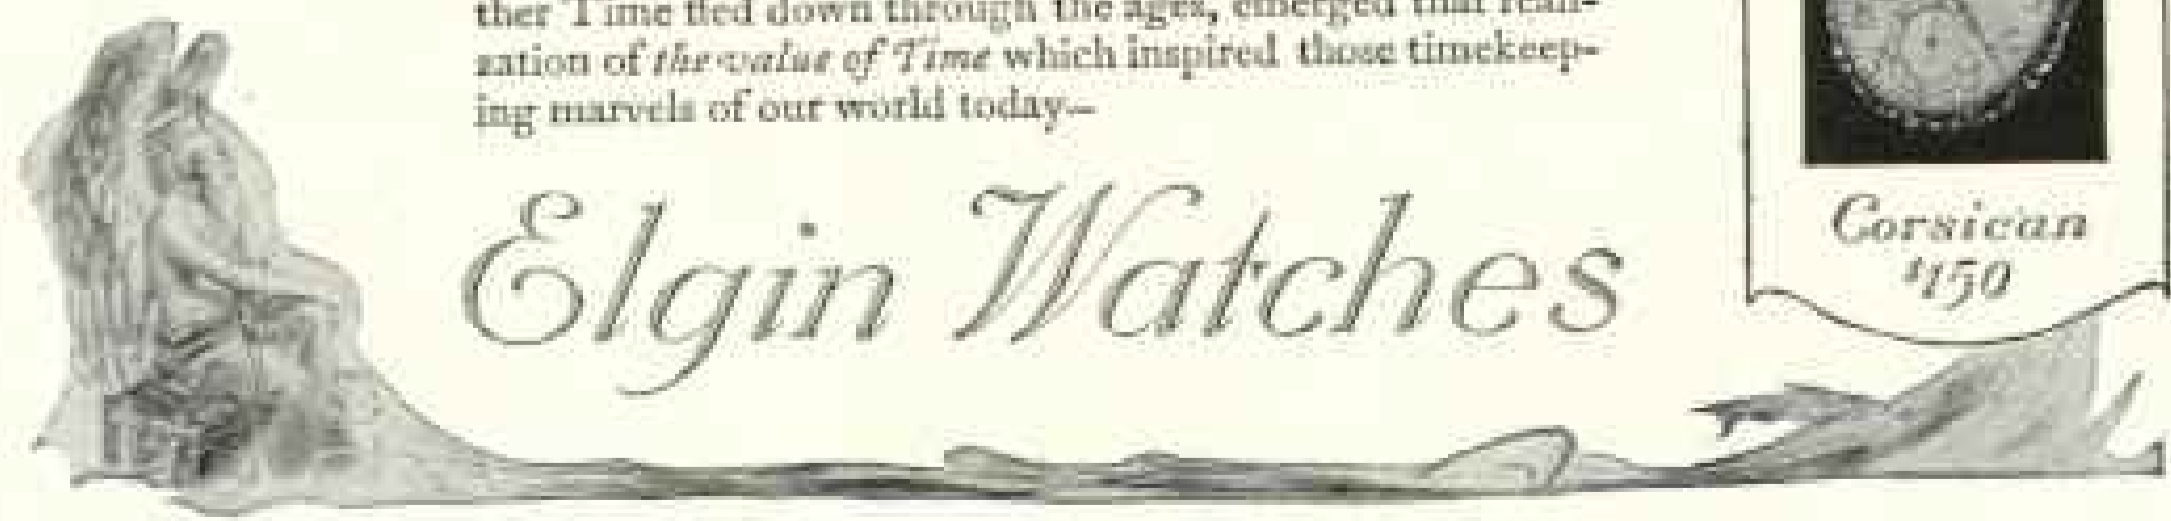 ther Time fled down through the ages, emerged that reali-
zation of the value of Time which inspired those timekeep-
ing marvels of our world today—
Elgin Watches
Corsican
$150